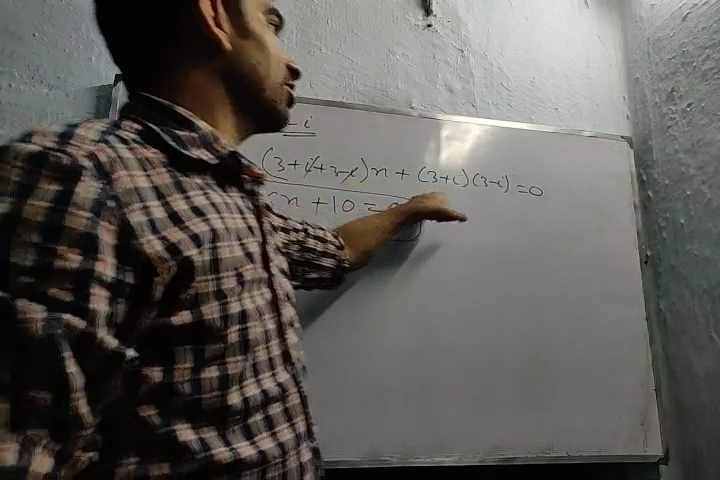 - i
(3+i+3-i)x + (3+i)(3-i) = 0
x + 10 = 0